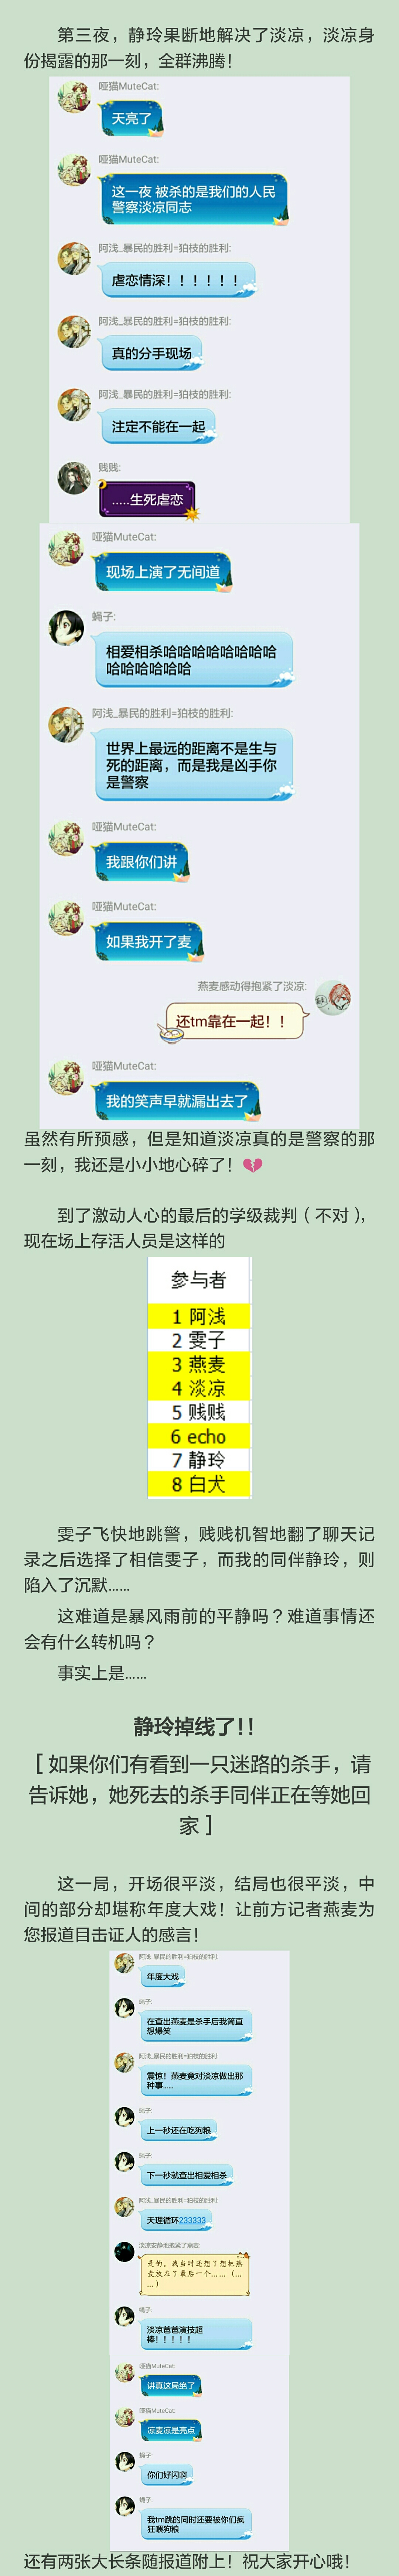 第三夜，静玲果断地解决了淡凉，淡凉身
份揭露的那一刻，全群沸腾！
哑猫MuteCat:
天亮了
哑猫MuteCat:
这一夜 被杀的是我们的人民
警察淡凉同志
阿浅_暴民的胜利=狛枝的胜利:
虐恋情深！！！！！！
阿浅_暴民的胜利=狛枝的胜利:
真的分手现场
阿浅_暴民的胜利=狛枝的胜利:
注定不能在一起
贱贱:
.....生死虐恋
哑猫MuteCat:
现场上演了无间道
蝇子:
相爱相杀哈哈哈哈哈哈哈哈
哈哈哈哈哈哈
阿浅_暴民的胜利=狛枝的胜利:
世界上最远的距离不是生与
死的距离，而是我是凶手你
是警察
哑猫MuteCat:
我跟你们讲
哑猫MuteCat:
如果我开了麦
燕麦感动得抱紧了淡凉:
还tm靠在一起！！
哑猫MuteCat:
我的笑声早就漏出去了
虽然有所预感，但是知道淡凉真的是警察的那
一刻，我还是小小地心碎了！💔
到了激动人心的最后的学级裁判（不对），
现在场上存活人员是这样的
参与者
1 阿浅
2 雯子
3 燕麦
4 淡凉
5 贱贱
6 echo
7 静玲
8 白犬
雯子飞快地跳警，贱贱机智地翻了聊天记
录之后选择了相信雯子，而我的同伴静玲，则
陷入了沉默……
这难道是暴风雨前的平静吗？难道事情还
会有什么转机吗？
事实上是……
静玲掉线了！！
[ 如果你们有看到一只迷路的杀手，请
告诉她，她死去的杀手同伴正在等她回
家 ]
这一局，开场很平淡，结局也很平淡，中
间的部分却堪称年度大戏！让前方记者燕麦为
您报道目击证人的感言！
阿浅_暴民的胜利=狛枝的胜利:
年度大戏
蝇子:
在查出燕麦是杀手后我简直
想爆笑
阿浅_暴民的胜利=狛枝的胜利:
震惊！燕麦竟对淡凉做出那
种事……
蝇子:
上一秒还在吃狗粮
蝇子:
下一秒就查出相爱相杀
阿浅_暴民的胜利=狛枝的胜利:
天理循环233333
淡凉安静地抱紧了燕麦:
是的，我当时还想了想把燕
麦放在了最后一个……（…
…）
蝇子:
淡凉爸爸演技超
棒！！！！！
哑猫MuteCat:
讲真这局绝了
哑猫MuteCat:
凉麦凉是亮点
蝇子:
你们好闪啊
蝇子:
我tm跳的同时还要被你们疯
狂喂狗粮
还有两张大长条随报道附上！祝大家开心哦！